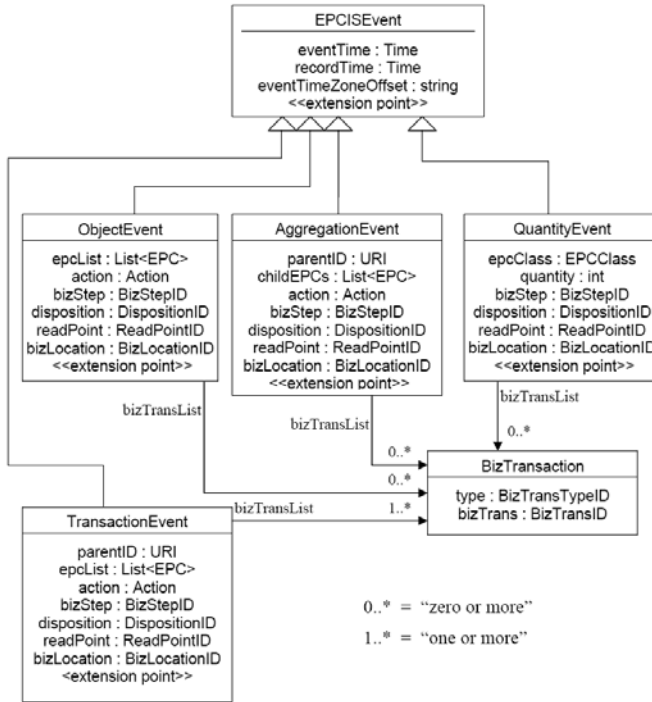 EPCISEvent
eventTime : Time
recordTime : Time
eventTimeZoneOffset : string
<<extension point>>
ObjectEvent
epcList : List<EPC>
action : Action
bizStep : BizStepID
disposition : DispositionID
readPoint : ReadPointID
bizLocation : BizLocationID
<<extension point>>
AggregationEvent
parentID : URI
childEPCs : List<EPC>
action : Action
bizStep : BizStepID
disposition : DispositionID
readPoint : ReadPointID
bizLocation : BizLocationID
<<extension point>>
QuantityEvent
epcClass : EPCClass
quantity : int
bizStep : BizStepID
disposition : DispositionID
readPoint : ReadPointID
bizLocation : BizLocationID
<<extension point>>
bizTransList
bizTransList
bizTransList
0..*
0..*
0..*
BizTransaction
type : BizTransTypeID
bizTrans : BizTransID
bizTransList
1..*
TransactionEvent
parentID : URI
epcList : List<EPC>
action : Action
bizStep : BizStepID
disposition : DispositionID
readPoint : ReadPointID
bizLocation : BizLocationID
<extension point>>
0..* = “zero or more”
1..* = “one or more”